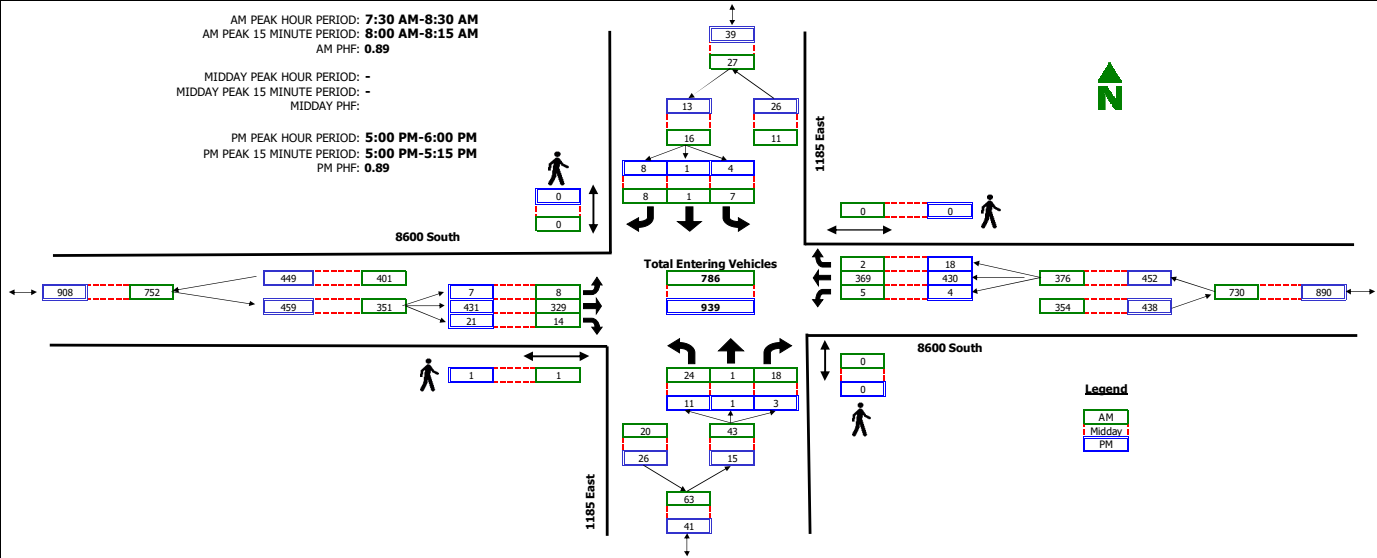 AM PEAK HOUR PERIOD: 7:30 AM-8:30 AM
AM PEAK 15 MINUTE PERIOD: 8:00 AM-8:15 AM
AM PHF: 0.89
MIDDAY PEAK HOUR PERIOD: -
MIDDAY PEAK 15 MINUTE PERIOD: -
MIDDAY PHF:
PM PEAK HOUR PERIOD: 5:00 PM-6:00 PM
PM PEAK 15 MINUTE PERIOD: 5:00 PM-5:15 PM
PM PHF: 0.89
39
27
13 26
16 11
8 1 4
8 1 7
1185 East
N
0
0
0 0
8600 South
Total Entering Vehicles
786
939
908 752
449 401
459 351
7 8
431 329
21 14
2 18
369 430
5 4
376 452
354 438
730 890
1 1
24 1 18
11 1 3
20 43
26 15
63
41
1185 East
8600 South
0
0
Legend
AM
Midday
PM